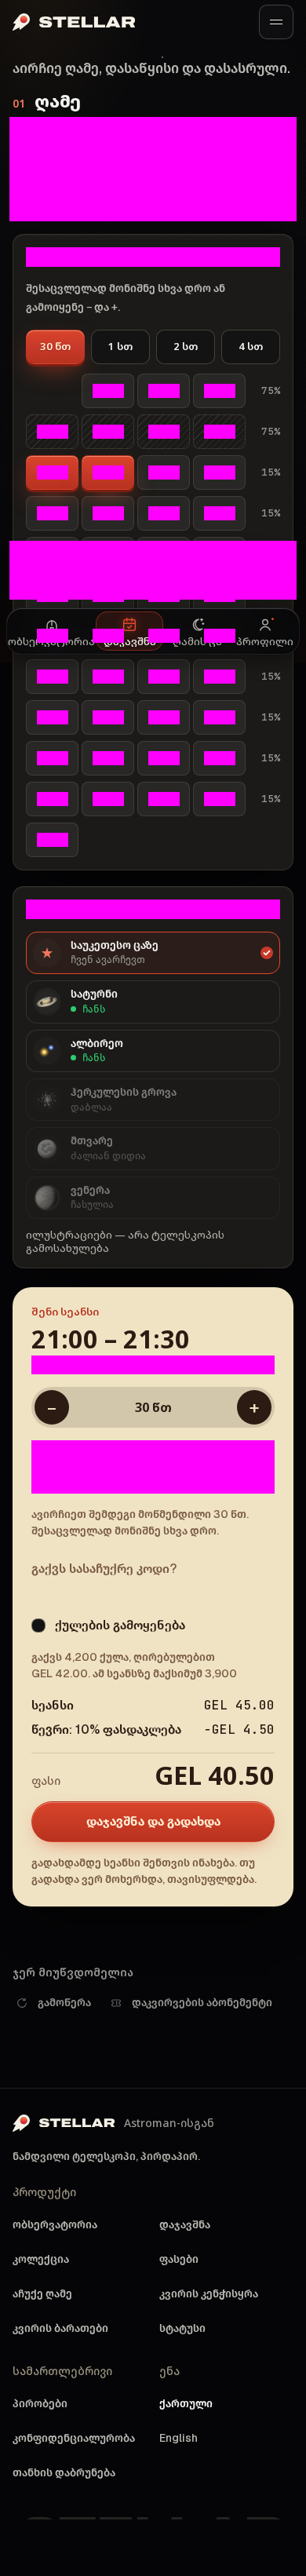 STELLAR
აირჩიე ღამე, დასაწყისი და დასასრული.
01 ღამე
შესაცვლელად მონიშნე სხვა დრო ან
გამოიყენე – და +.
30 წთ
1 სთ
2 სთ
4 სთ
75%
75%
15%
15%
პროფილი
15%
15%
15%
15%
საუკეთესო ცაზე
ჩვენ ავარჩევთ
სატურნი
ჩანს
ალბირეო
ჩანს
ჰერკულესის გროვა
დაბლაა
მთვარე
ძალიან დიდია
ვენერა
ჩასულია
ილუსტრაციები — არა ტელესკოპის
გამოსახულება
შენი სეანსი
21:00 – 21:30
–
30 წთ
+
ავირჩიეთ შემდეგი მოწმენდილი 30 წთ.
შესაცვლელად მონიშნე სხვა დრო.
გაქვს სასაჩუქრე კოდი?
ქულების გამოყენება
გაქვს 4,200 ქულა, ღირებულებით
GEL 42.00. ამ სეანსზე მაქსიმუმ 3,900
სეანსი GEL 45.00
წევრი: 10% ფასდაკლება -GEL 4.50
ფასი GEL 40.50
დაჯავშნა და გადახდა
გადახდამდე სეანსი შენთვის ინახება. თუ
გადახდა ვერ მოხერხდა, თავისუფლდება.
ჯერ მიუწვდომელია
გამოწერა
დაკვირვების აბონემენტი
STELLAR Astroman-ისგან
ნამდვილი ტელესკოპი, პირდაპირ.
პროდუქტი
ობსერვატორია
დაჯავშნა
კოლექცია
ფასები
აჩუქე ღამე
კვირის კენჭისყრა
კვირის ბარათები
სტატუსი
სამართლებრივი
ენა
პირობები
ქართული
კონფიდენციალურობა
English
თანხის დაბრუნება